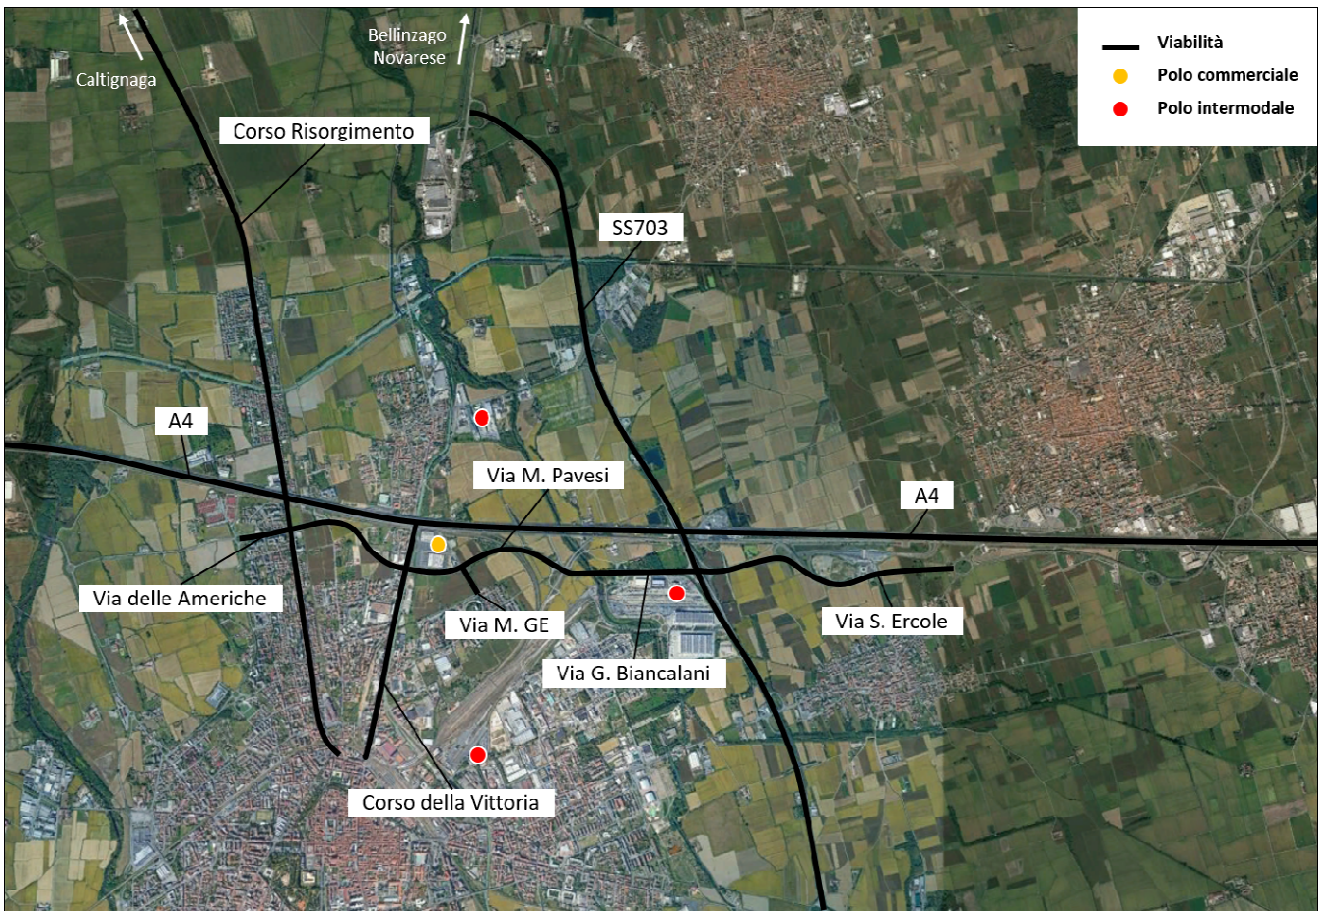 Caltignaga
Bellinzago
Novarese
Viabilità
Polo commerciale
Polo intermodale
Corso Risorgimento
SS703
A4
Via M. Pavesi
A4
Via delle Americhe
Via M. GE
Via S. Ercole
Via G. Biancalani
Corso della Vittoria